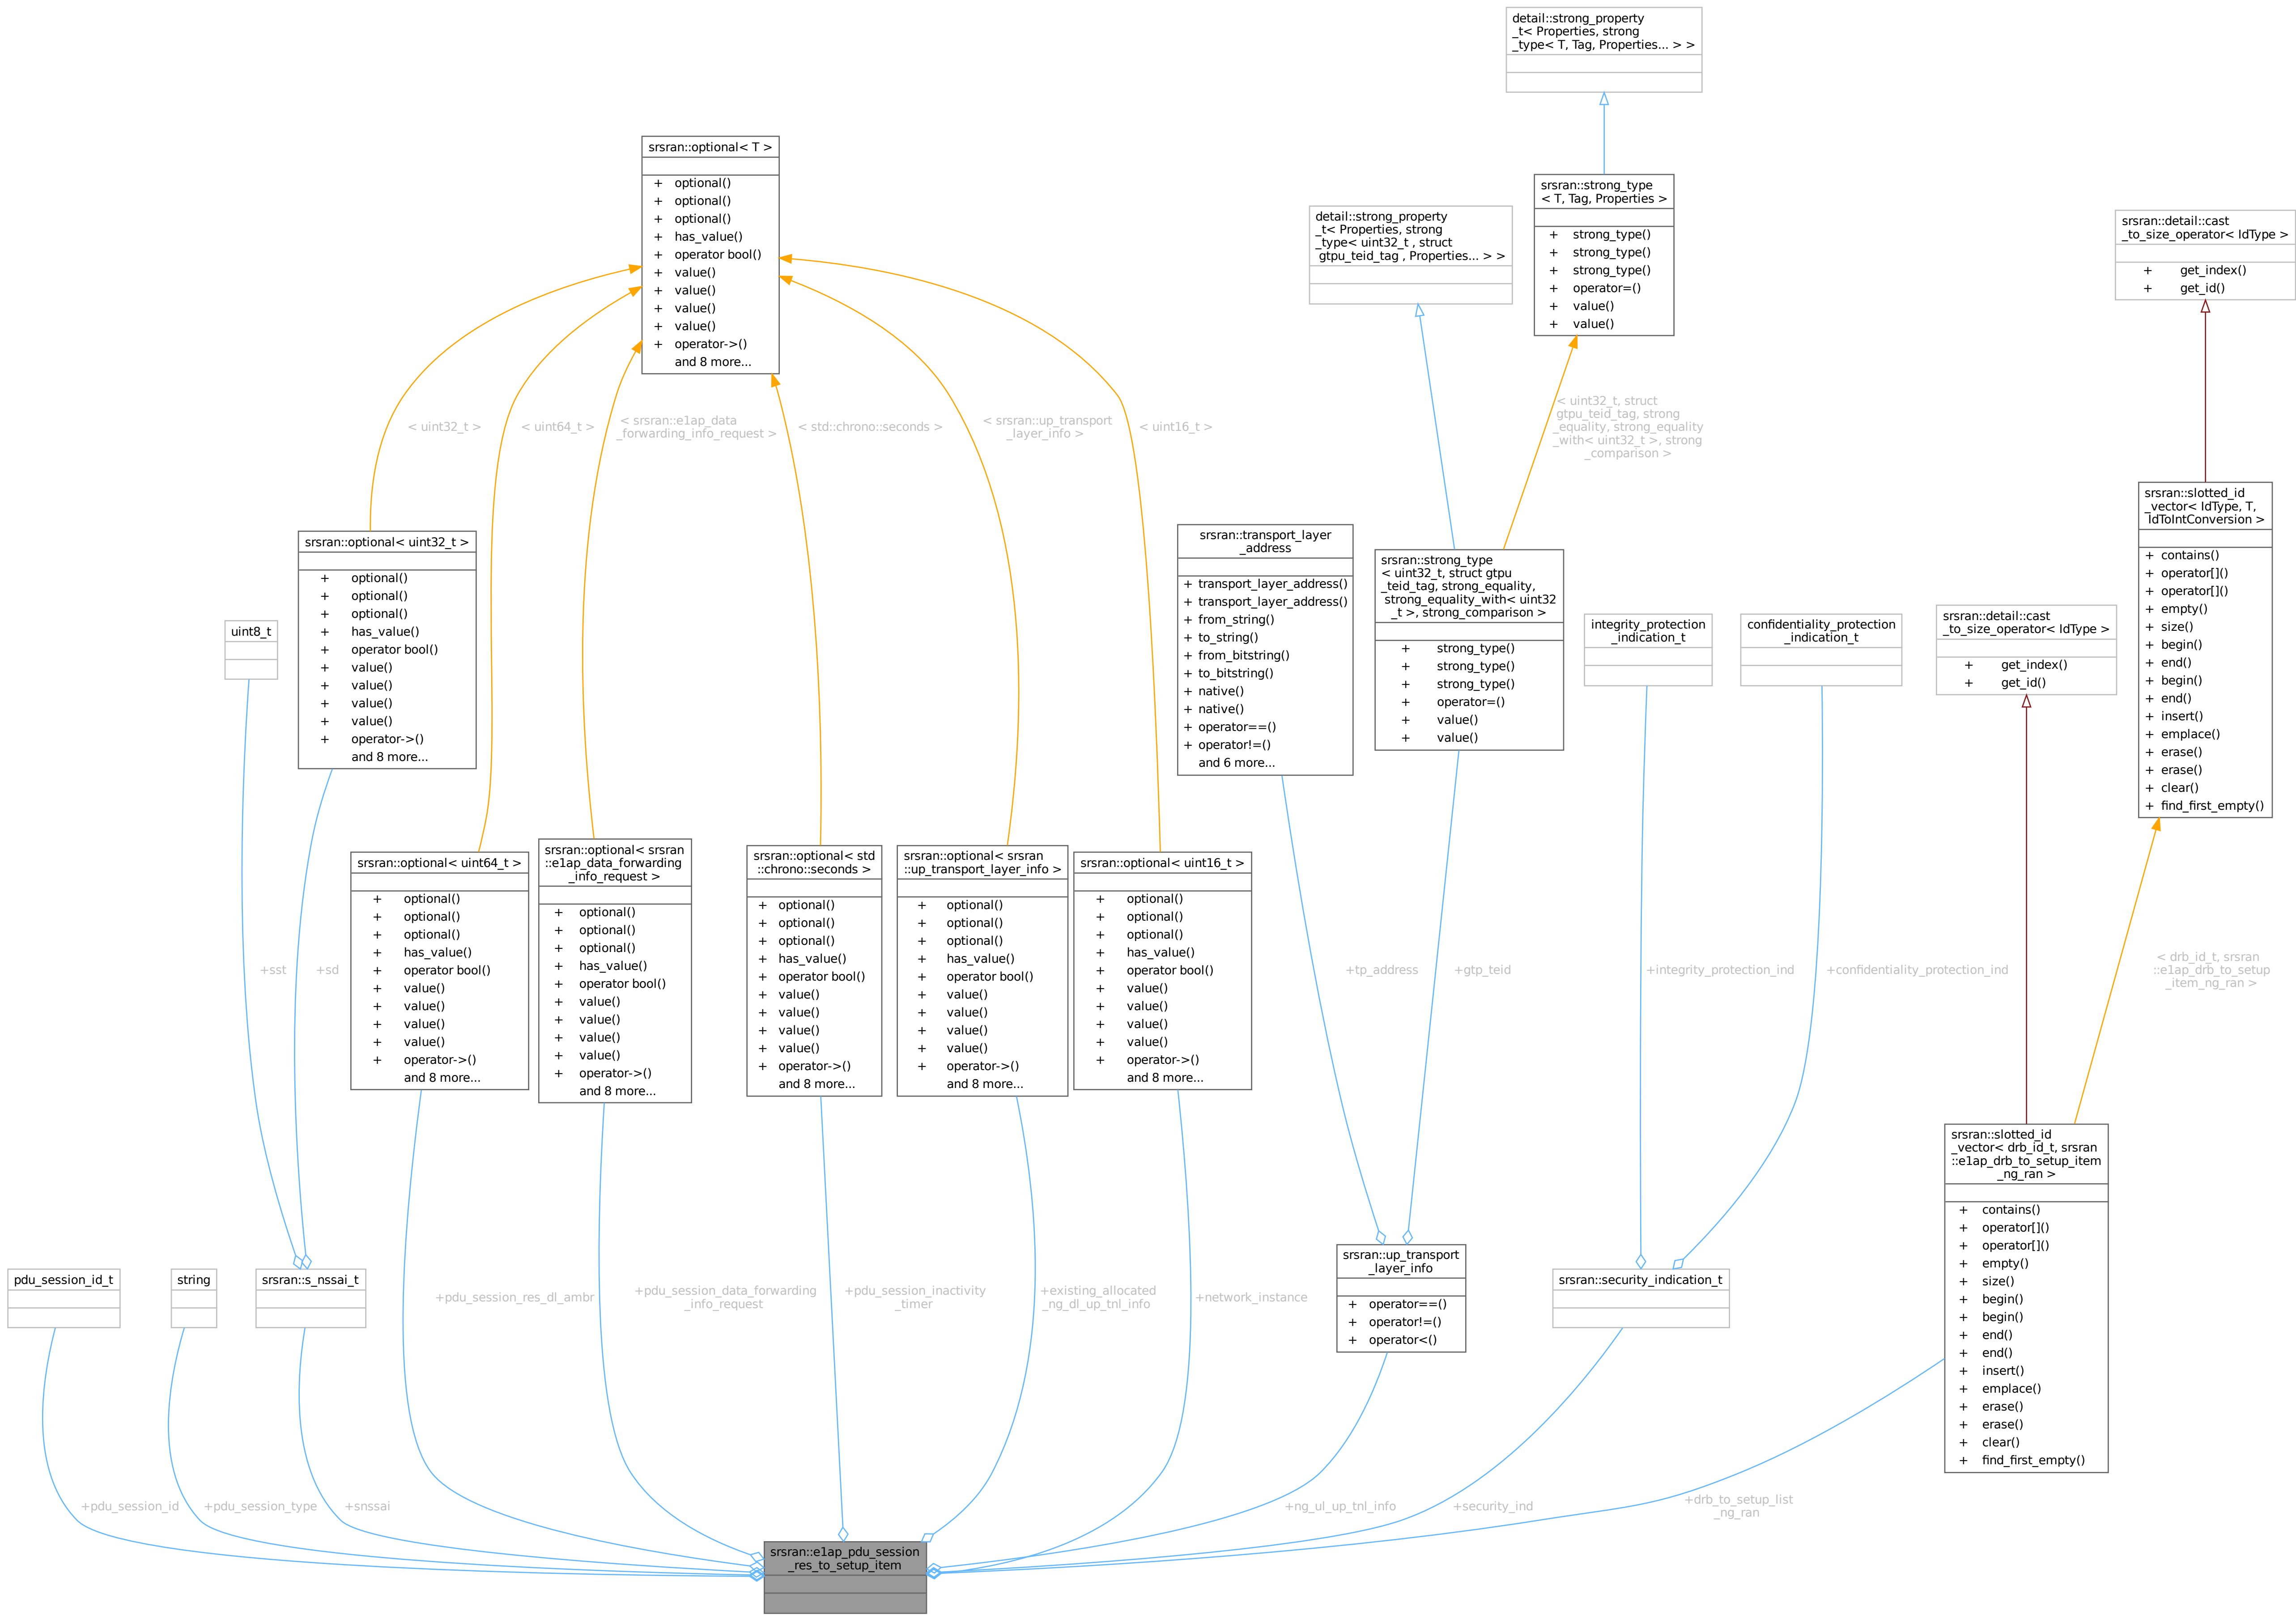 detail::strong_property
_t< Properties, strong
_type< T, Tag, Properties... > >
srsran::optional< T >
+ optional()
+ optional()
+ optional()
+ has_value()
+ operator bool()
+ value()
+ value()
+ value()
+ value()
+ operator->()
and 8 more...
srsran::strong_type
< T, Tag, Properties >
+ strong_type()
+ strong_type()
+ strong_type()
+ operator=()
+ value()
+ value()
detail::strong_property
_t< Properties, strong
_type< uint32_t , struct
gtpu_teid_tag , Properties... > >
srsran::detail::cast
_to_size_operator< IdType >
+ get_index()
+ get_id()
< uint32_t >
< uint64_t >
< srsran::e1ap_data
_forwarding_info_request >
< std::chrono::seconds >
< srsran::up_transport
_layer_info >
< uint16_t >
< uint32_t, struct
gtpu_teid_tag, strong
_equality, strong_equality
_with< uint32_t >, strong
_comparison >
srsran::slotted_id
_vector< IdType, T,
IdToIntConversion >
+ contains()
+ operator[]()
+ operator[]()
+ empty()
+ size()
+ begin()
+ end()
+ begin()
+ end()
+ insert()
+ emplace()
+ erase()
+ erase()
+ clear()
+ find_first_empty()
srsran::optional< uint32_t >
+ optional()
+ optional()
+ optional()
+ has_value()
+ operator bool()
+ value()
+ value()
+ value()
+ value()
+ operator->()
and 8 more...
srsran::transport_layer
_address
+ transport_layer_address()
+ transport_layer_address()
+ from_string()
+ to_string()
+ from_bitstring()
+ to_bitstring()
+ native()
+ native()
+ operator==()
+ operator!=()
and 6 more...
srsran::strong_type
< uint32_t, struct gtpu
_teid_tag, strong_equality,
strong_equality_with< uint32
_t >, strong_comparison >
+ strong_type()
+ strong_type()
+ strong_type()
+ operator=()
+ value()
+ value()
uint8_t
integrity_protection
_indication_t
confidentiality_protection
_indication_t
srsran::detail::cast
_to_size_operator< IdType >
+ get_index()
+ get_id()
srsran::optional< uint64_t >
+ optional()
+ optional()
+ optional()
+ has_value()
+ operator bool()
+ value()
+ value()
+ value()
+ value()
+ operator->()
and 8 more...
srsran::optional< srsran
::e1ap_data_forwarding
_info_request >
+ optional()
+ optional()
+ optional()
+ has_value()
+ operator bool()
+ value()
+ value()
+ value()
+ value()
+ operator->()
and 8 more...
srsran::optional< std
::chrono::seconds >
+ optional()
+ optional()
+ optional()
+ has_value()
+ operator bool()
+ value()
+ value()
+ value()
+ value()
+ operator->()
and 8 more...
srsran::optional< srsran
::up_transport_layer_info >
+ optional()
+ optional()
+ optional()
+ has_value()
+ operator bool()
+ value()
+ value()
+ value()
+ value()
+ operator->()
and 8 more...
srsran::optional< uint16_t >
+ optional()
+ optional()
+ optional()
+ has_value()
+ operator bool()
+ value()
+ value()
+ value()
+ value()
+ operator->()
and 8 more...
+sst
+sd
+tp_address
+gtp_teid
+integrity_protection_ind
+confidentiality_protection_ind
< drb_id_t, srsran
::e1ap_drb_to_setup
_item_ng_ran >
srsran::slotted_id
_vector< drb_id_t, srsran
::e1ap_drb_to_setup_item
_ng_ran >
+ contains()
+ operator[]()
+ operator[]()
+ empty()
+ size()
+ begin()
+ begin()
+ end()
+ end()
+ insert()
+ emplace()
+ erase()
+ erase()
+ clear()
+ find_first_empty()
pdu_session_id_t
string
srsran::s_nssai_t
+pdu_session_res_dl_ambr
+pdu_session_data_forwarding
_info_request
+pdu_session_inactivity
_timer
+existing_allocated
_ng_dl_up_tnl_info
+network_instance
srsran::up_transport
_layer_info
+ operator==()
+ operator!=()
+ operator<()
srsran::security_indication_t
+pdu_session_id
+pdu_session_type
+snssai
+ng_ul_up_tnl_info
+security_ind
+drb_to_setup_list
_ng_ran
srsran::e1ap_pdu_session
_res_to_setup_item